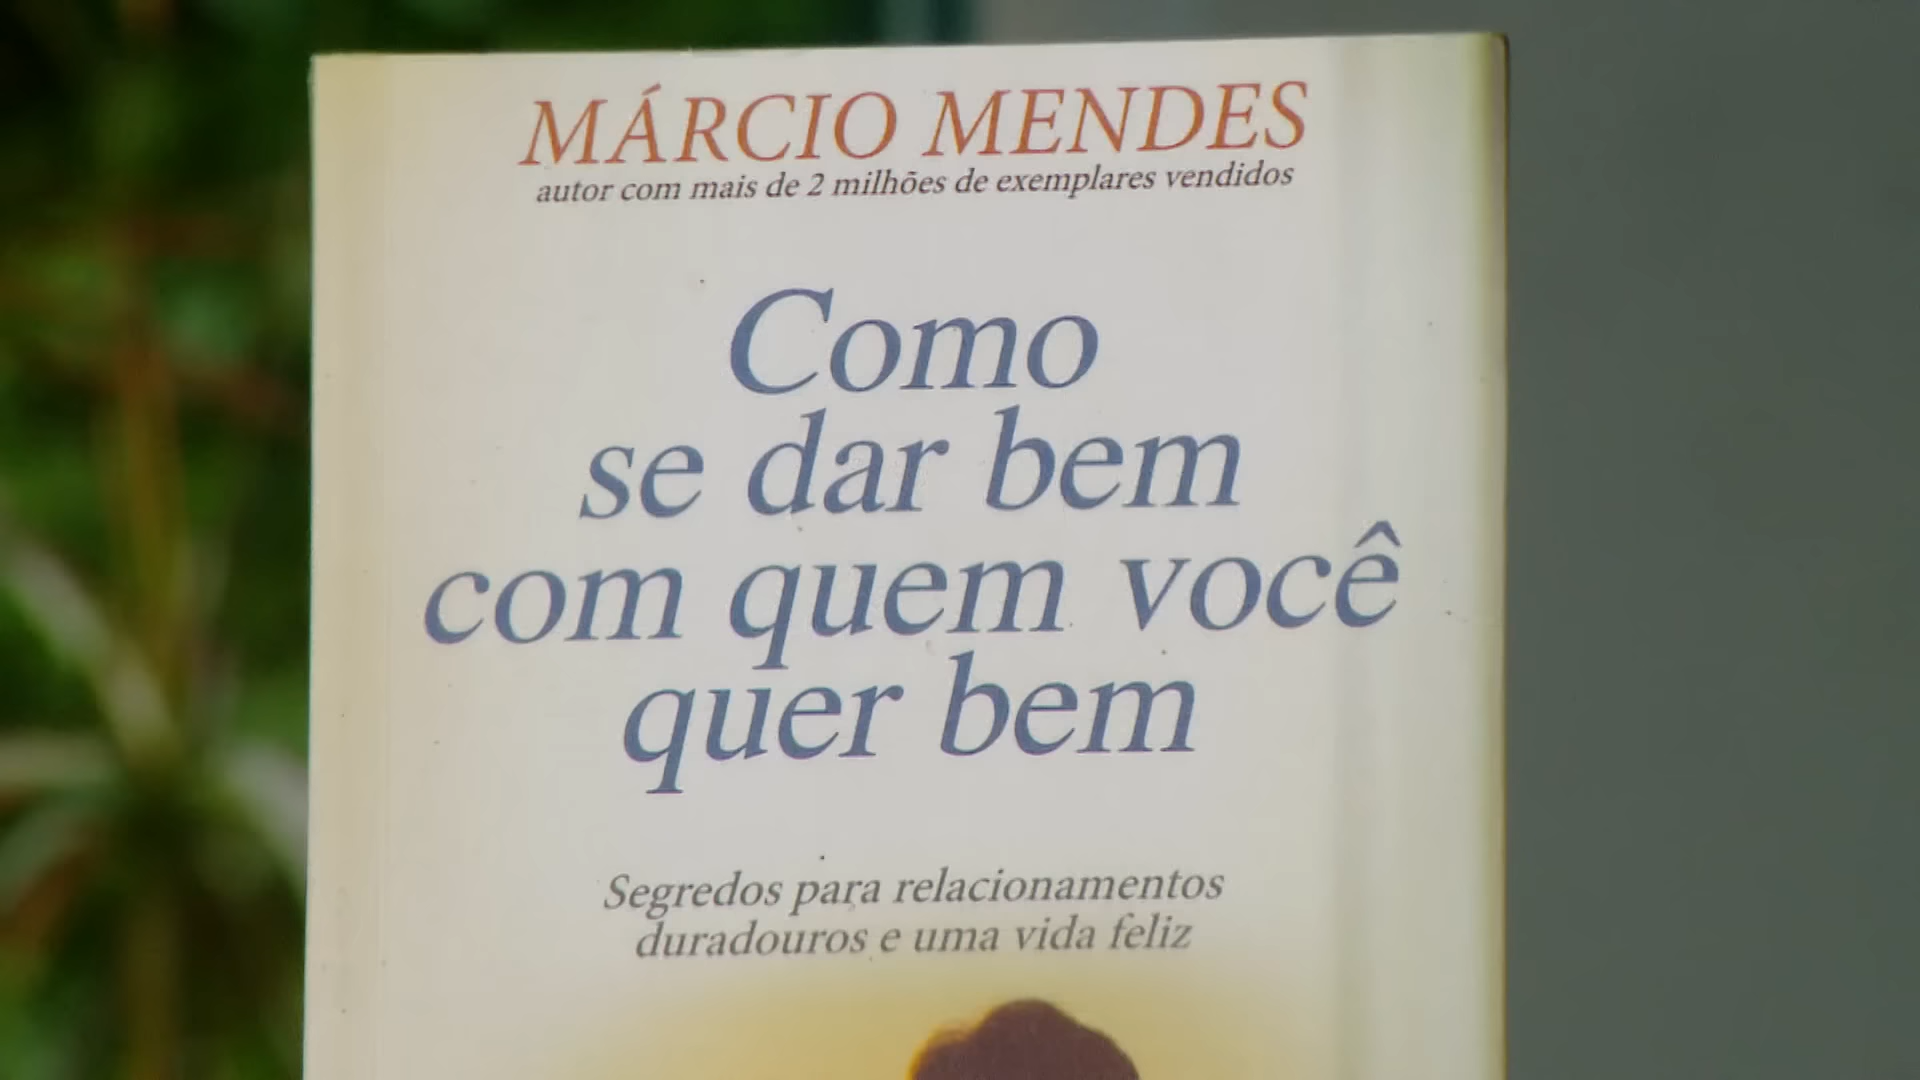 MÁRCIO MENDES
autor com mais de 2 milhões de exemplares vendidos
Como
se dar bem
com quem você
quer bem
Segredos para relacionamentos
duradouros e uma vida feliz